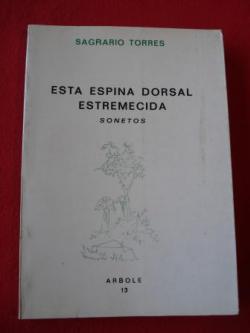 SAGRARIO TORRES
ESTA ESPINA DORSAL
ESTREMECIDA
SONETOS
ARBOLE
13